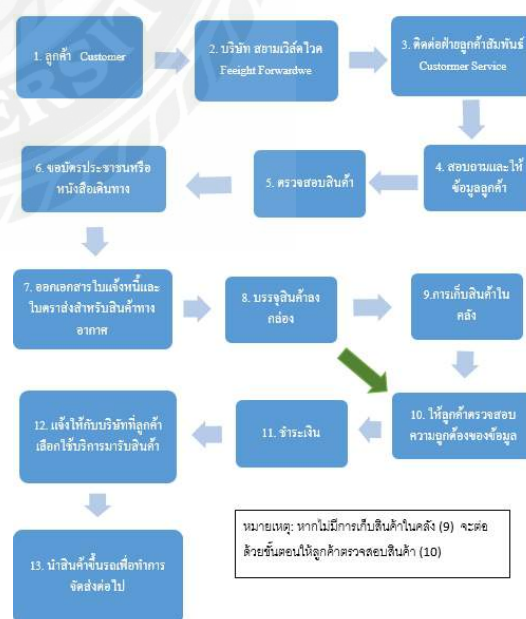 1. ลูกค้า Customer
2. บริษัท สยามเวิล์ดไวด์
Feeight Forwardwe
3. ติดต่อฝ่ายลูกค้าสัมพันธ์
Custormer Service
4. สอบถามและให้
ข้อมูลลูกค้า
5. ตรวจสอบสินค้า
6. ขอบัตรประชาชนหรือ
หนังสือเดินทาง
7. ออกเอกสารใบแจ้งหนี้และ
ใบตราส่งสำหรับสินค้าทาง
อากาศ
8. บรรจุสินค้าลง
กล่อง
9.การเก็บสินค้าใน
คลัง
10. ให้ลูกค้าตรวจสอบ
ความถูกต้องของข้อมูล
11. ชำระเงิน
12. แจ้งให้กับบริษัทที่ลูกค้า
เลือกใช้บริการมารับสินค้า
13. นำสินค้าขึ้นรถเพื่อทำการ
จัดส่งต่อไป
หมายเหตุ: หากไม่มีการเก็บสินค้าในคลัง (9) จะต่อ
ด้วยขั้นตอนให้ลูกค้าตรวจสอบสินค้า (10)